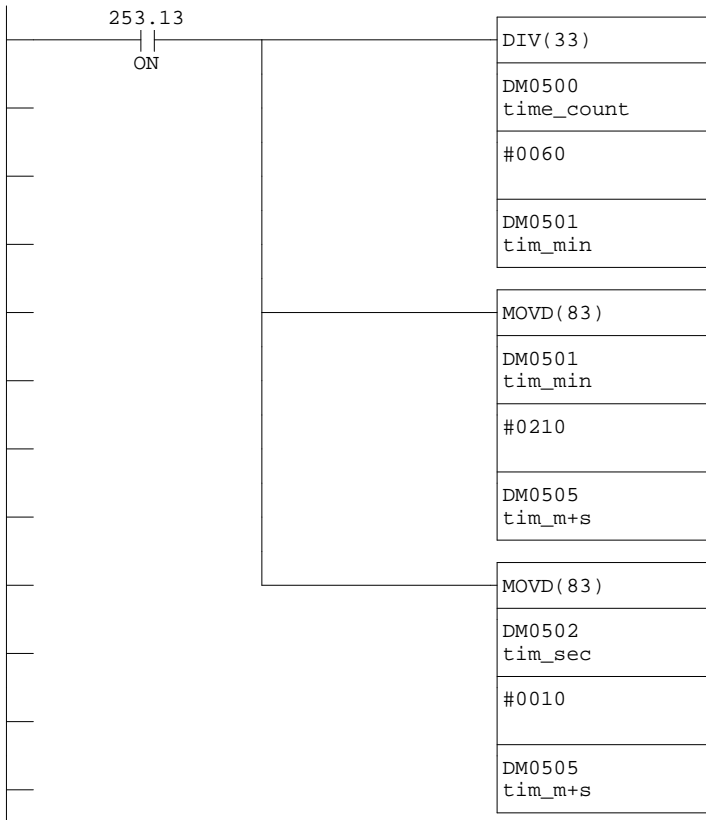 253.13
ON
DIV(33)
DM0500
time_count
#0060
DM0501
tim_min
MOVD(83)
DM0501
tim_min
#0210
DM0505
tim_m+s
MOVD(83)
DM0502
tim_sec
#0010
DM0505
tim_m+s